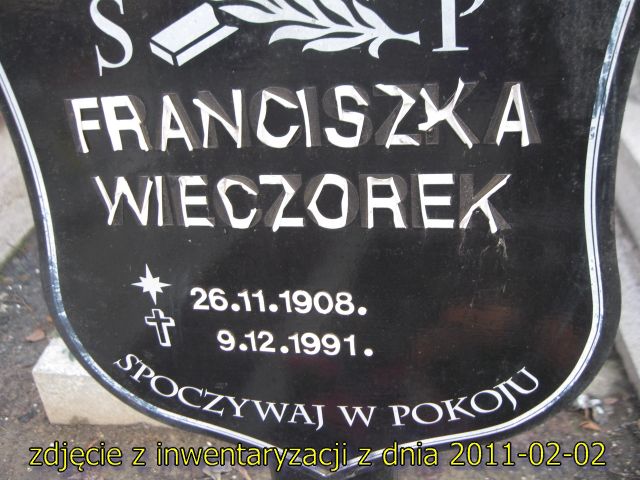 S P
FRANCISZKA
WIECZOREK
26.11.1908.
9.12.1991.
SPOCZYWAJ W POKOJU
zdjęcie z inwentaryzacji z dnia 2011-02-02